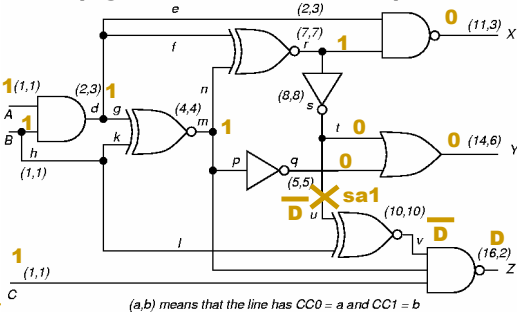 e (2,3) 0 (11,3)
X
f (7,7) r 1
1 (1,1) (2,3) 1 n (8,8) s
A d g (4,4) m 1 t 0 0 (14,6)
B 1 k Y
h p q 0
(1,1) (5,5) sa1
D u (10,10) D D
l v (16,2)
1 (1,1) Z
C
(a,b) means that the line has CC0 = a and CC1 = b